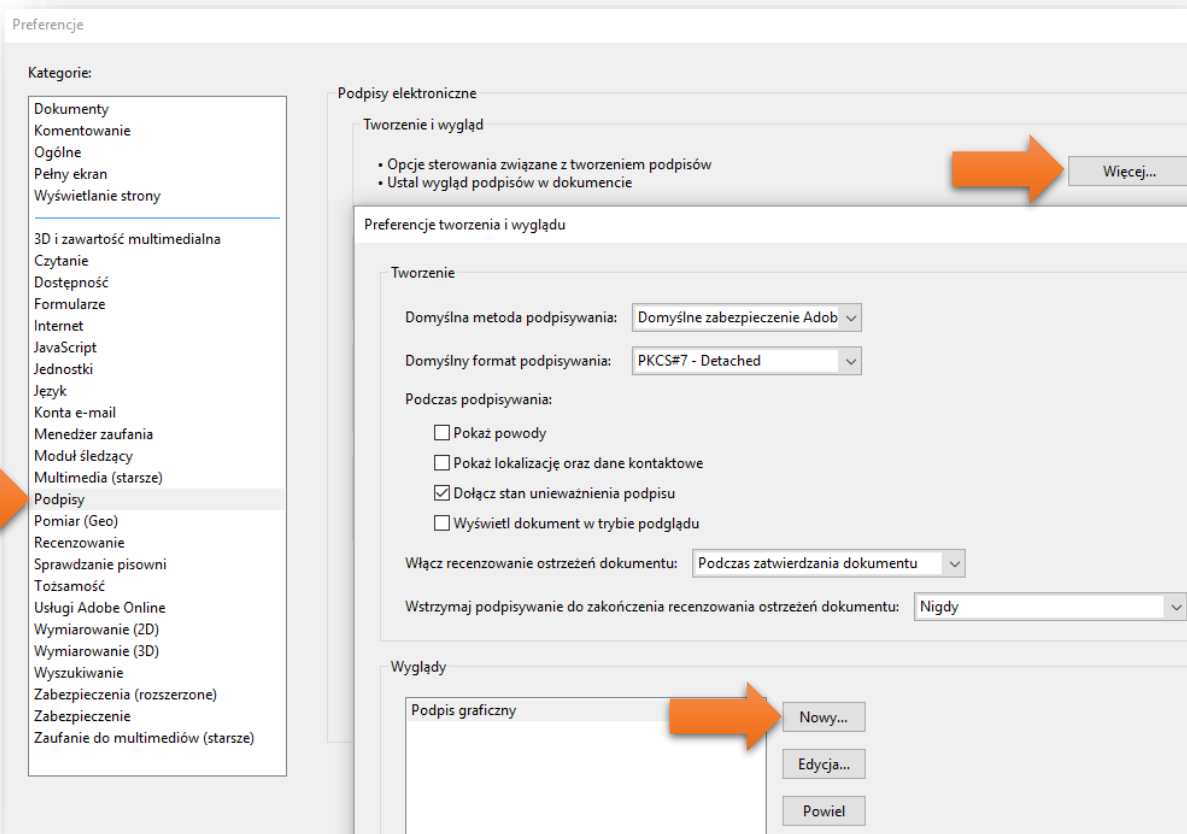 Preferencje
Kategorie:
Dokumenty
Komentowanie
Ogólne
Pełny ekran
Wyświetlanie strony
3D i zawartość multimedialna
Czytanie
Dostępność
Formularze
Internet
JavaScript
Jednostki
Język
Konta e-mail
Menedżer zaufania
Moduł śledzący
Multimedia (starsze)
Podpisy
Pomiar (Geo)
Recenzowanie
Sprawdzanie pisowni
Tożsamość
Usługi Adobe Online
Wymiarowanie (2D)
Wymiarowanie (3D)
Wyszukiwanie
Zabezpieczenia (rozszerzone)
Zabezpieczenie
Zaufanie do multimediów (starsze)
Podpisy elektroniczne
Tworzenie i wygląd
• Opcje sterowania związane z tworzeniem podpisów
• Ustal wygląd podpisów w dokumencie
Więcej...
Preferencje tworzenia i wyglądu
Tworzenie
Domyślna metoda podpisywania: Domyślne zabezpieczenie Adob
Domyślny format podpisywania: PKCS#7 - Detached
Podczas podpisywania:
Pokaż powody
Pokaż lokalizację oraz dane kontaktowe
Dołącz stan unieważnienia podpisu
Wyświetl dokument w trybie podglądu
Włącz recenzowanie ostrzeżeń dokumentu: Podczas zatwierdzania dokumentu
Wstrzymaj podpisywanie do zakończenia recenzowania ostrzeżeń dokumentu: Nigdy
Wyglądy
Podpis graficzny
Nowy...
Edycja...
Powiel